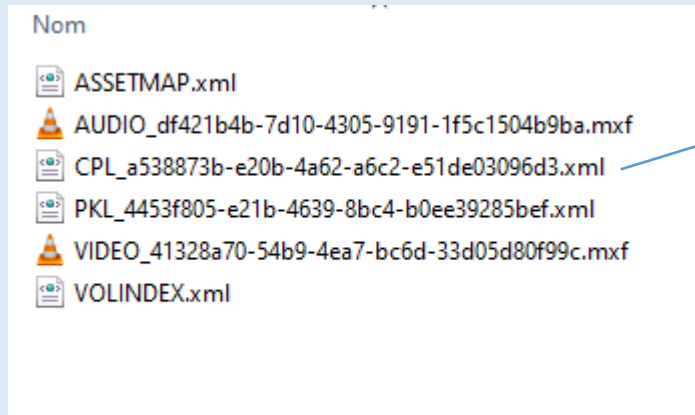 Nom
ASSETMAP.xml
AUDIO_df421b4b-7d10-4305-9191-1f5c1504b9ba.mxf
CPL_a538873b-e20b-4a62-a6c2-e51de03096d3.xml
PKL_4453f805-e21b-4639-8bc4-b0ee39285bef.xml
VIDEO_41328a70-54b9-4ea7-bc6d-33d05d80f99c.mxf
VOLINDEX.xml